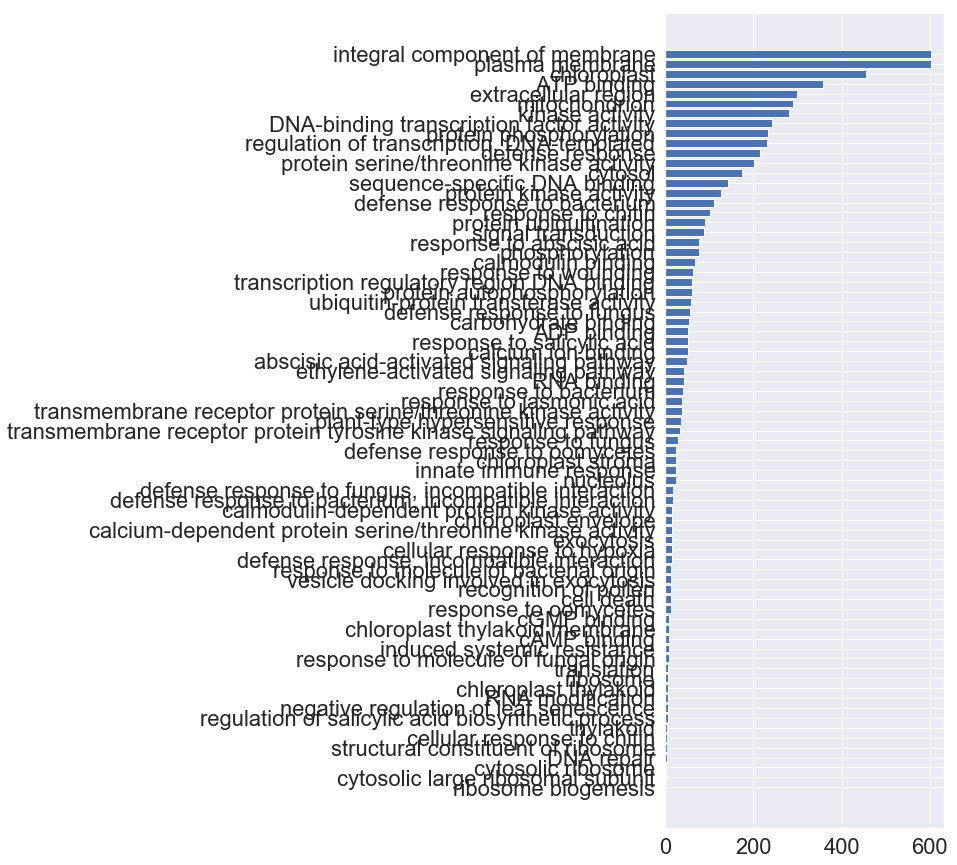 integral component of membrane
plasma membrane
chloroplast
ATP binding
extracellular region
mitochondrion
kinase activity
DNA-binding transcription factor activity
protein phosphorylation
regulation of transcription, DNA-templated
defense response
protein serine/threonine kinase activity
cytosol
sequence-specific DNA binding
protein kinase activity
defense response to bacterium
response to chitin
protein ubiquitination
signal transduction
response to abscisic acid
phosphorylation
calmodulin binding
response to wounding
transcription regulatory region DNA binding
protein autophosphorylation
ubiquitin-protein transferase activity
defense response to fungus
carbohydrate binding
ADP binding
response to salicylic acid
calcium ion binding
abscisic acid-activated signaling pathway
ethylene-activated signaling pathway
RNA binding
response to bacterium
response to jasmonic acid
transmembrane receptor protein serine/threonine kinase activity
plant-type hypersensitive response
transmembrane receptor protein tyrosine kinase signaling pathway
response to fungus
defense response to oomycetes
chloroplast stroma
innate immune response
nucleolus
defense response to fungus, incompatible interaction
defense response to bacterium, incompatible interaction
calmodulin-dependent protein kinase activity
chloroplast envelope
calcium-dependent protein serine/threonine kinase activity
exocytosis
cellular response to hypoxia
defense response, incompatible interaction
response to molecule of bacterial origin
vesicle docking involved in exocytosis
recognition of pollen
cell death
response to oomycetes
cGMP binding
chloroplast thylakoid membrane
cAMP binding
induced systemic resistance
response to molecule of fungal origin
translation
ribosome
chloroplast thylakoid
RNA modification
negative regulation of leaf senescence
regulation of salicylic acid biosynthetic process
thylakoid
cellular response to chitin
structural constituent of ribosome
DNA repair
cytosolic ribosome
cytosolic large ribosomal subunit
ribosome biogenesis
0 200 400 600